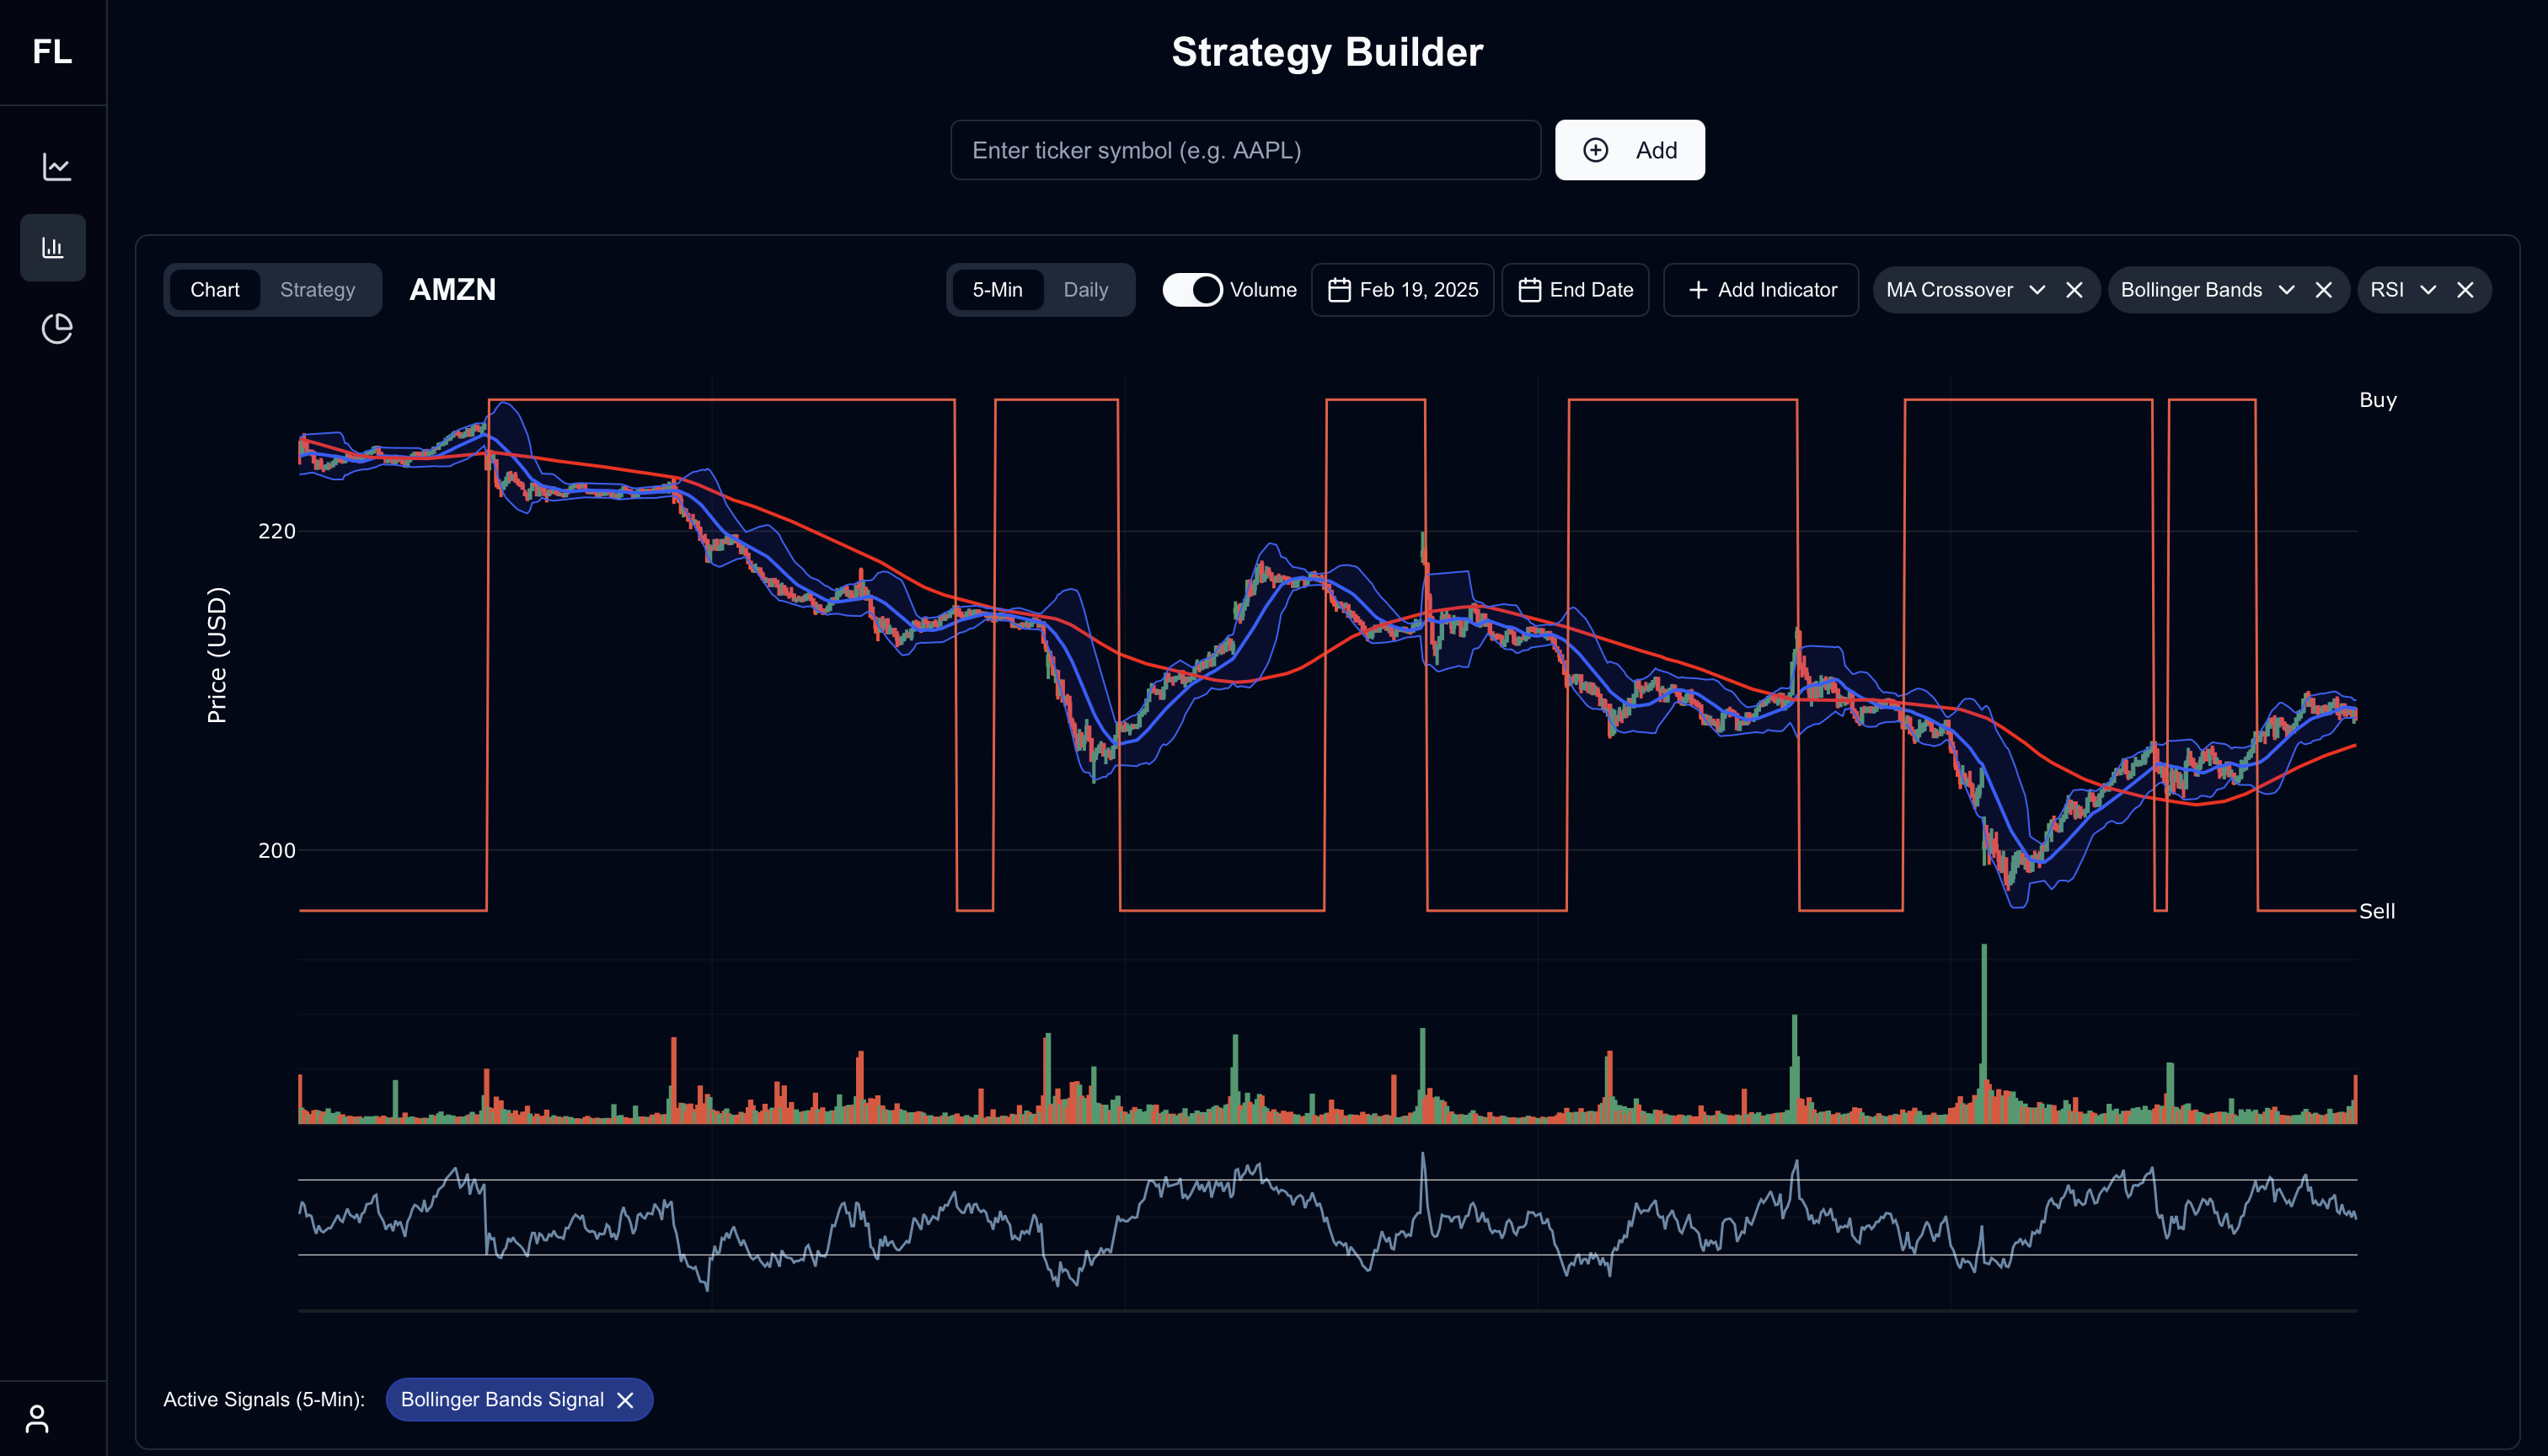 FL
Strategy Builder
Enter ticker symbol (e.g. AAPL)
Add
Chart
Strategy
AMZN
5-Min
Daily
Volume
Feb 19, 2025
End Date
Add Indicator
MA Crossover
Bollinger Bands
RSI
Buy
220
Price (USD)
200
Sell
Active Signals (5-Min):
Bollinger Bands Signal